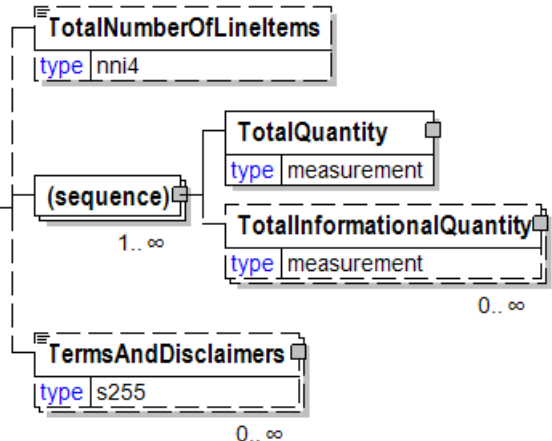 TotalNumberOfLineItems
type nni4
TotalQuantity
type measurement
(sequence)
1.. ∞
TotalInformationalQuantity
type measurement
0.. ∞
TermsAndDisclaimers
type s255
0.. ∞